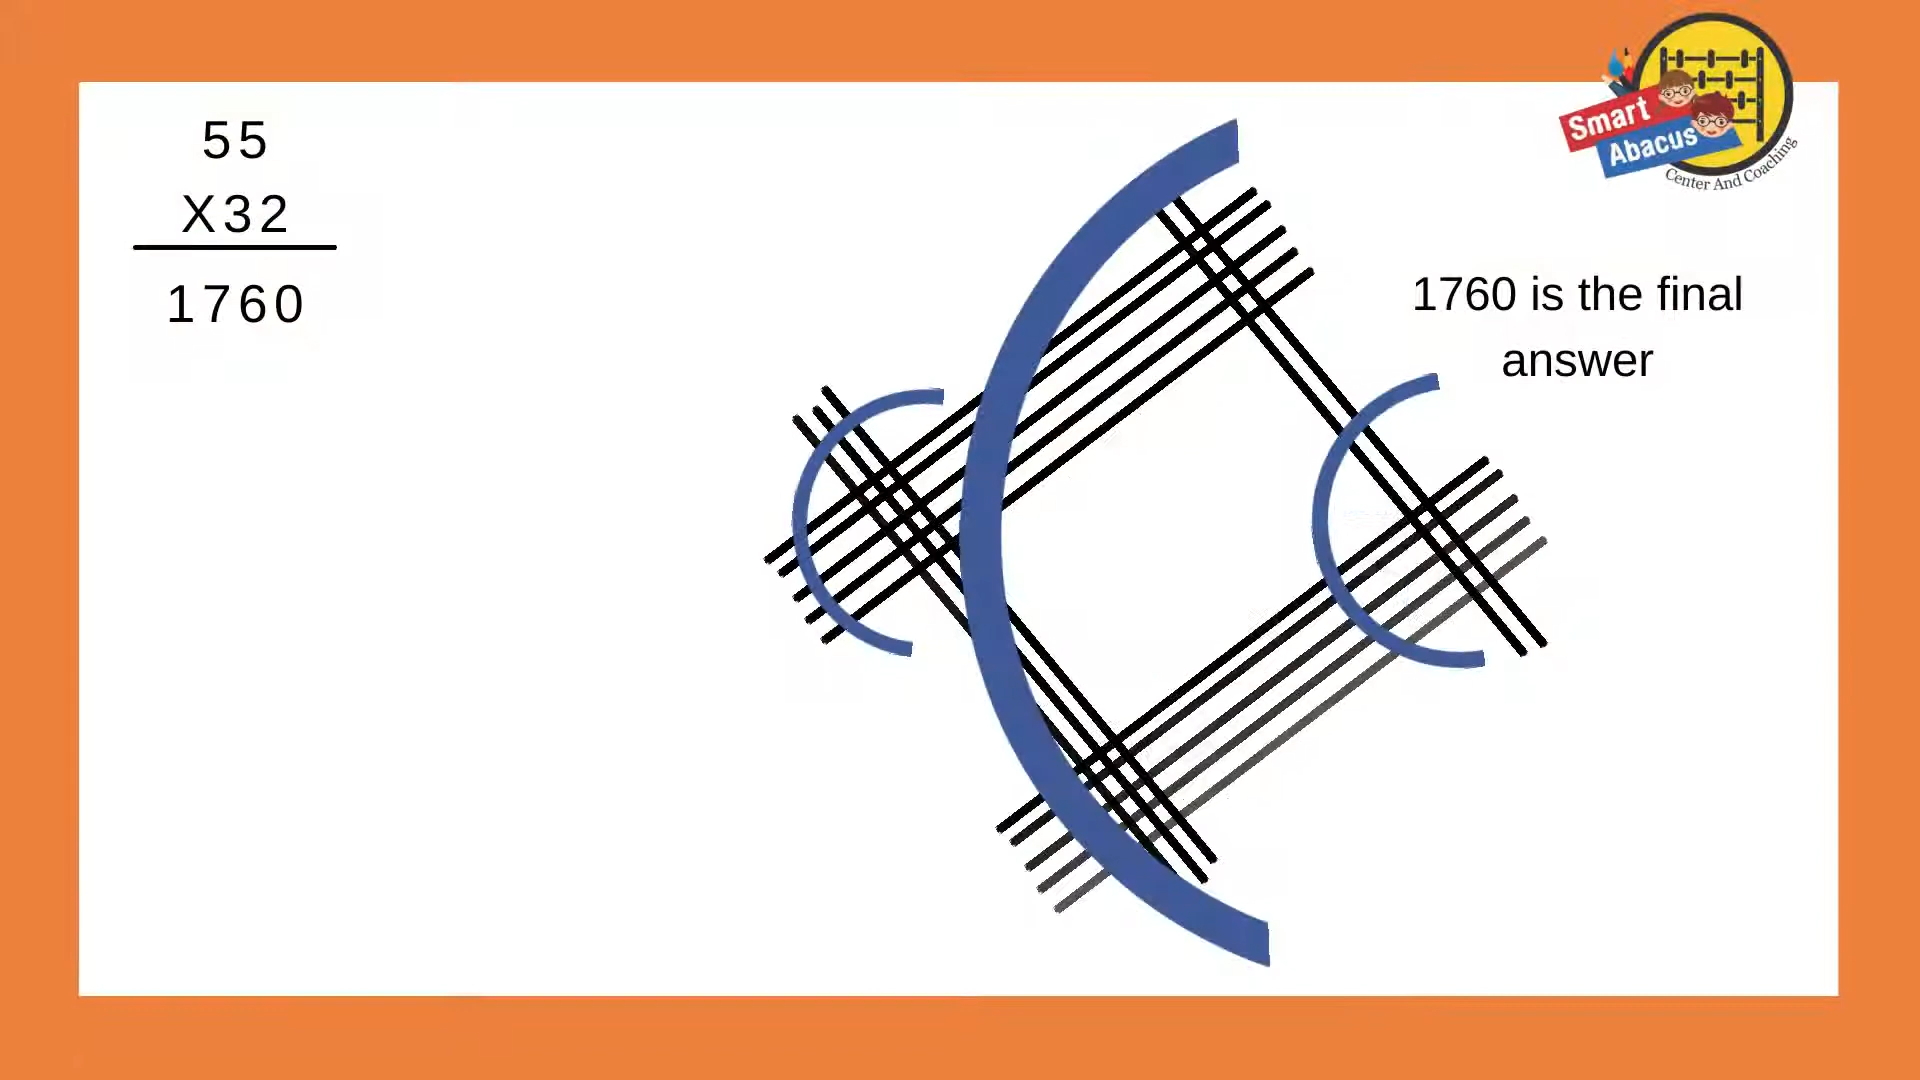 55
X32
1760
Smart
Abacus
Center And Coaching
1760 is the final
answer